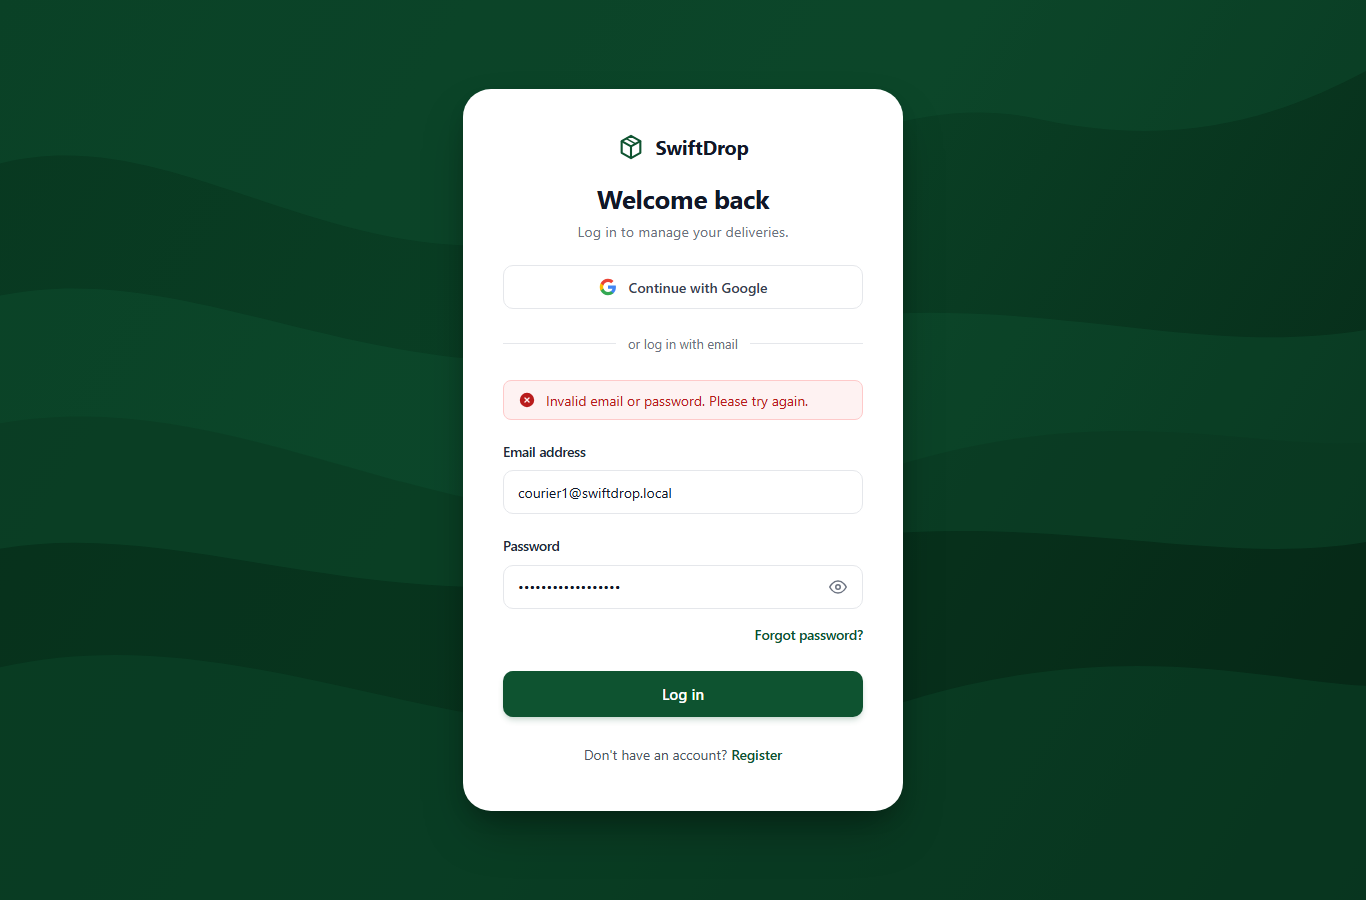 SwiftDrop
Welcome back
Log in to manage your deliveries.
Continue with Google
or log in with email
Invalid email or password. Please try again.
Email address
courier1@swiftdrop.local
Password
••••••••••••••••••
Forgot password?
Log in
Don't have an account? Register